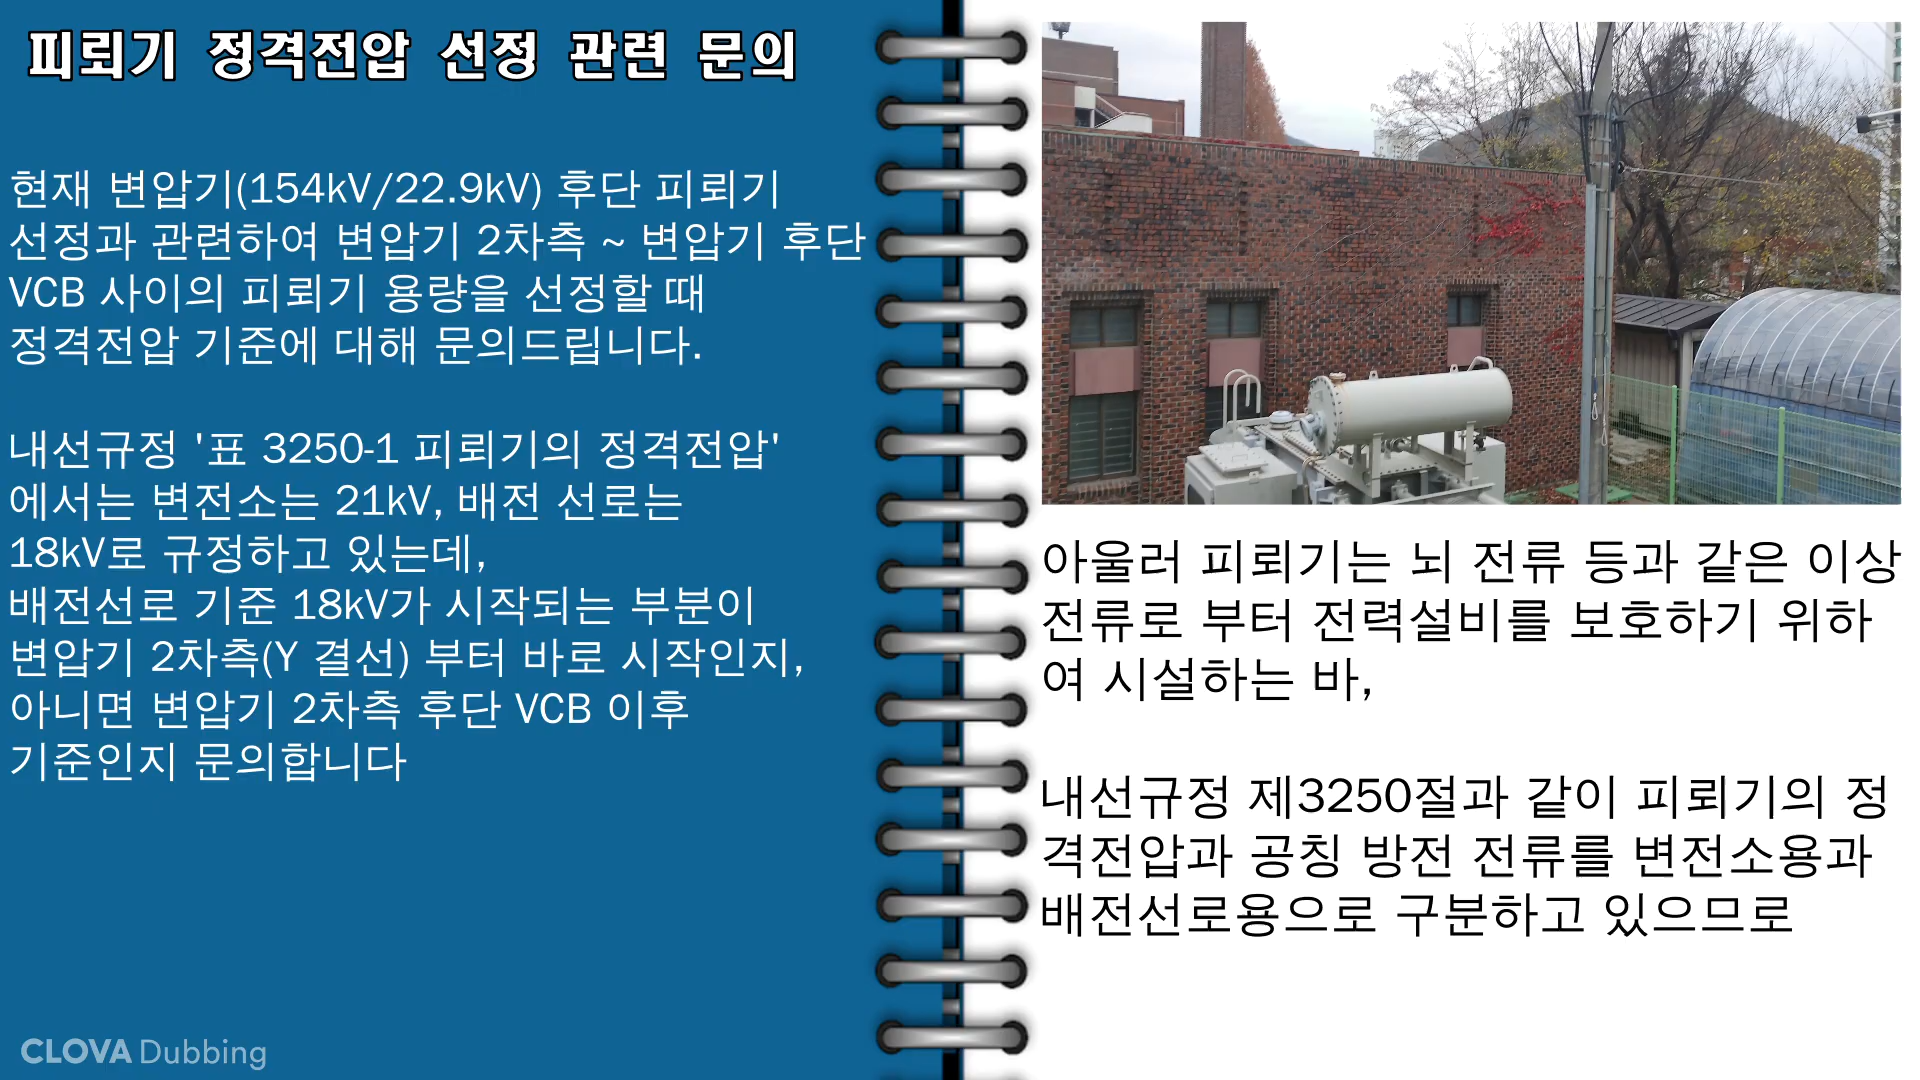 피뢰기 정격전압 선정 관련 문의
현재 변압기(154kV/22.9kV) 후단 피뢰기
선정과 관련하여 변압기 2차측 ~ 변압기 후단
VCB 사이의 피뢰기 용량을 선정할 때
정격전압 기준에 대해 문의드립니다.
내선규정 '표 3250-1 피뢰기의 정격전압'
에서는 변전소는 21kV, 배전 선로는
18kV로 규정하고 있는데,
배전선로 기준 18kV가 시작되는 부분이
변압기 2차측(Y 결선) 부터 바로 시작인지,
아니면 변압기 2차측 후단 VCB 이후
기준인지 문의합니다
CLOVA Dubbing
아울러 피뢰기는 뇌 전류 등과 같은 이상
전류로 부터 전력설비를 보호하기 위하
여 시설하는 바,
내선규정 제3250절과 같이 피뢰기의 정
격전압과 공칭 방전 전류를 변전소용과
배전선로용으로 구분하고 있으므로